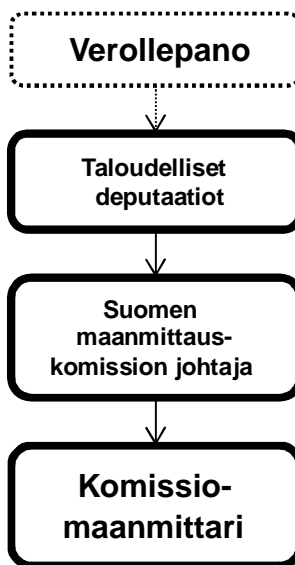 Verollepano
Taloudelliset
deputaatiot
Suomen
maanmittaus-
komission johtaja
Komissio-
maanmittari